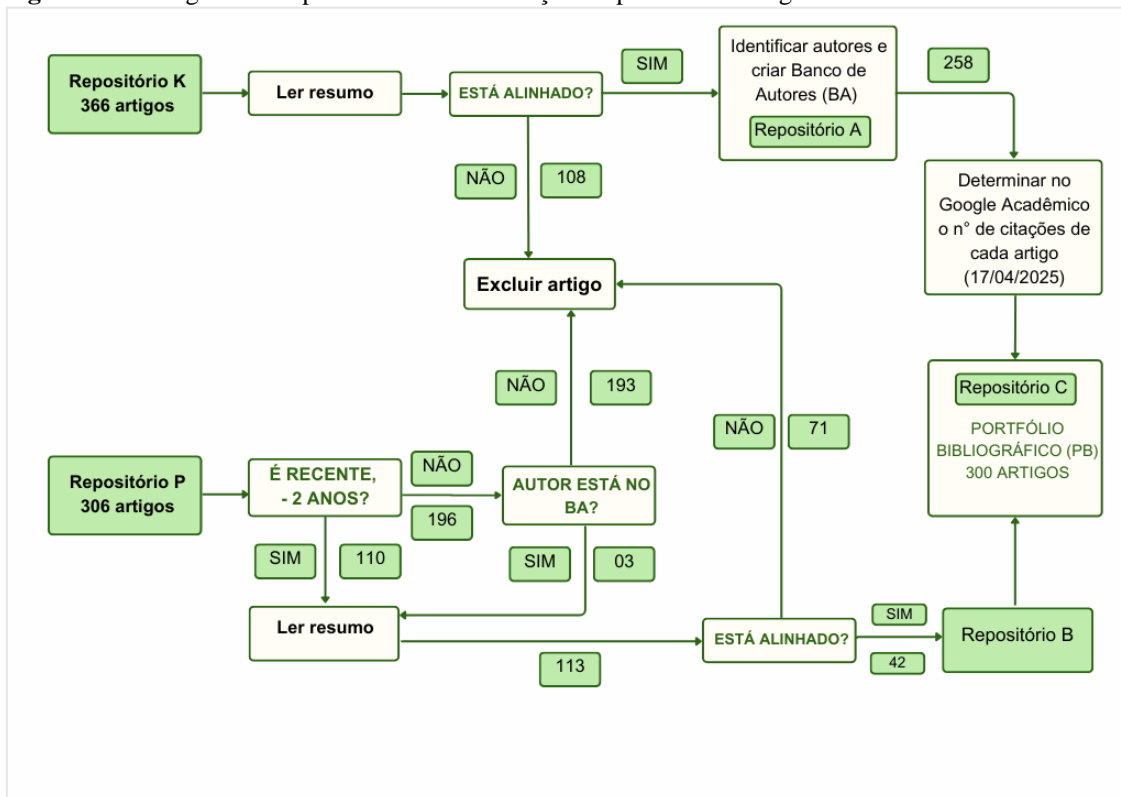 Repositório K
366 artigos
Ler resumo
ESTÁ ALINHADO?
SIM
Identificar autores e
criar Banco de
Autores (BA)
Repositório A
258
NÃO
108
Determinar no
Google Acadêmico
o n° de citações de
cada artigo
(17/04/2025)
Excluir artigo
NÃO
193
NÃO
71
Repositório C
PORTFÓLIO
BIBLIOGRÁFICO (PB)
300 ARTIGOS
Repositório P
306 artigos
É RECENTE,
- 2 ANOS?
NÃO
196
AUTOR ESTÁ NO
BA?
SIM
110
SIM
03
Ler resumo
113
ESTÁ ALINHADO?
SIM
42
Repositório B